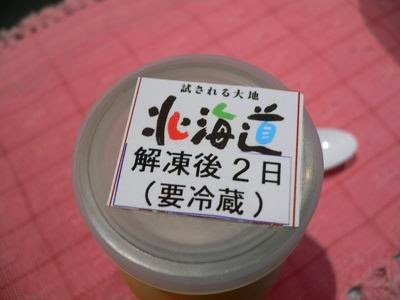 試される大地
北海道
解凍後２日
(要冷蔵)